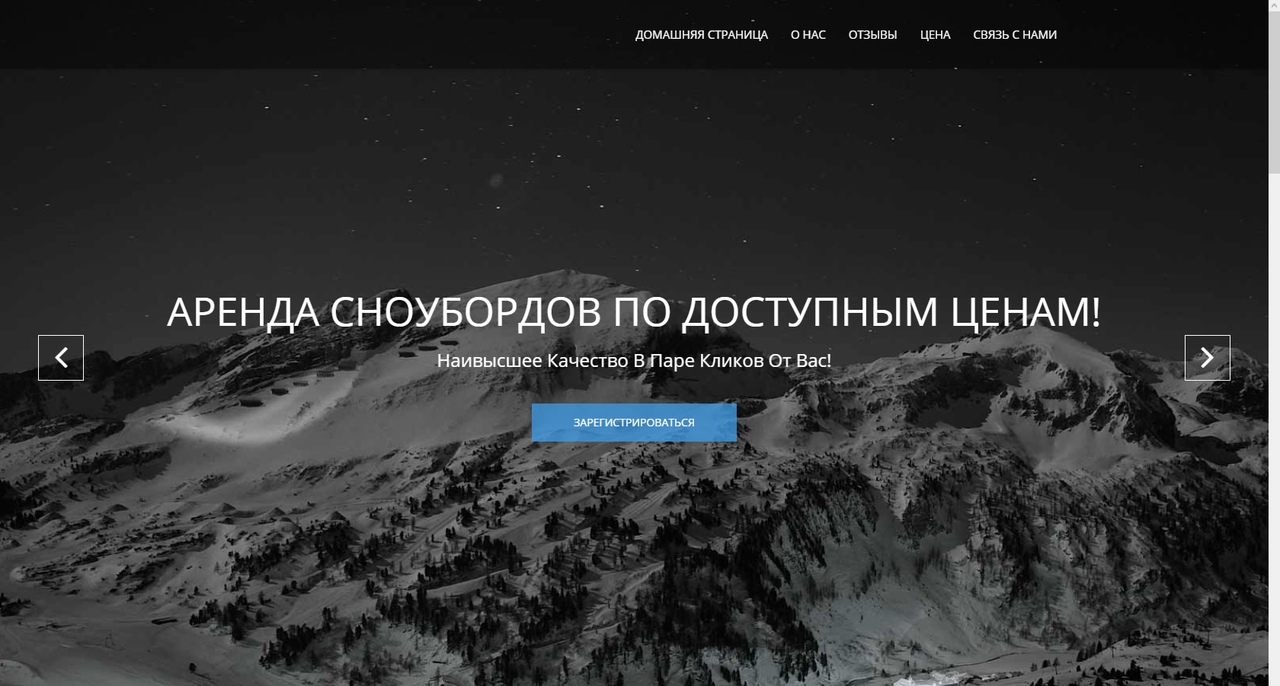 ДОМАШНЯЯ СТРАНИЦА О НАС ОТЗЫВЫ ЦЕНА СВЯЗЬ С НАМИ
АРЕНДА СНОУБОРДОВ ПО ДОСТУПНЫМ ЦЕНАМ!
Наивысшее Качество В Паре Кликов От Вас!
ЗАРЕГИСТРИРОВАТЬСЯ